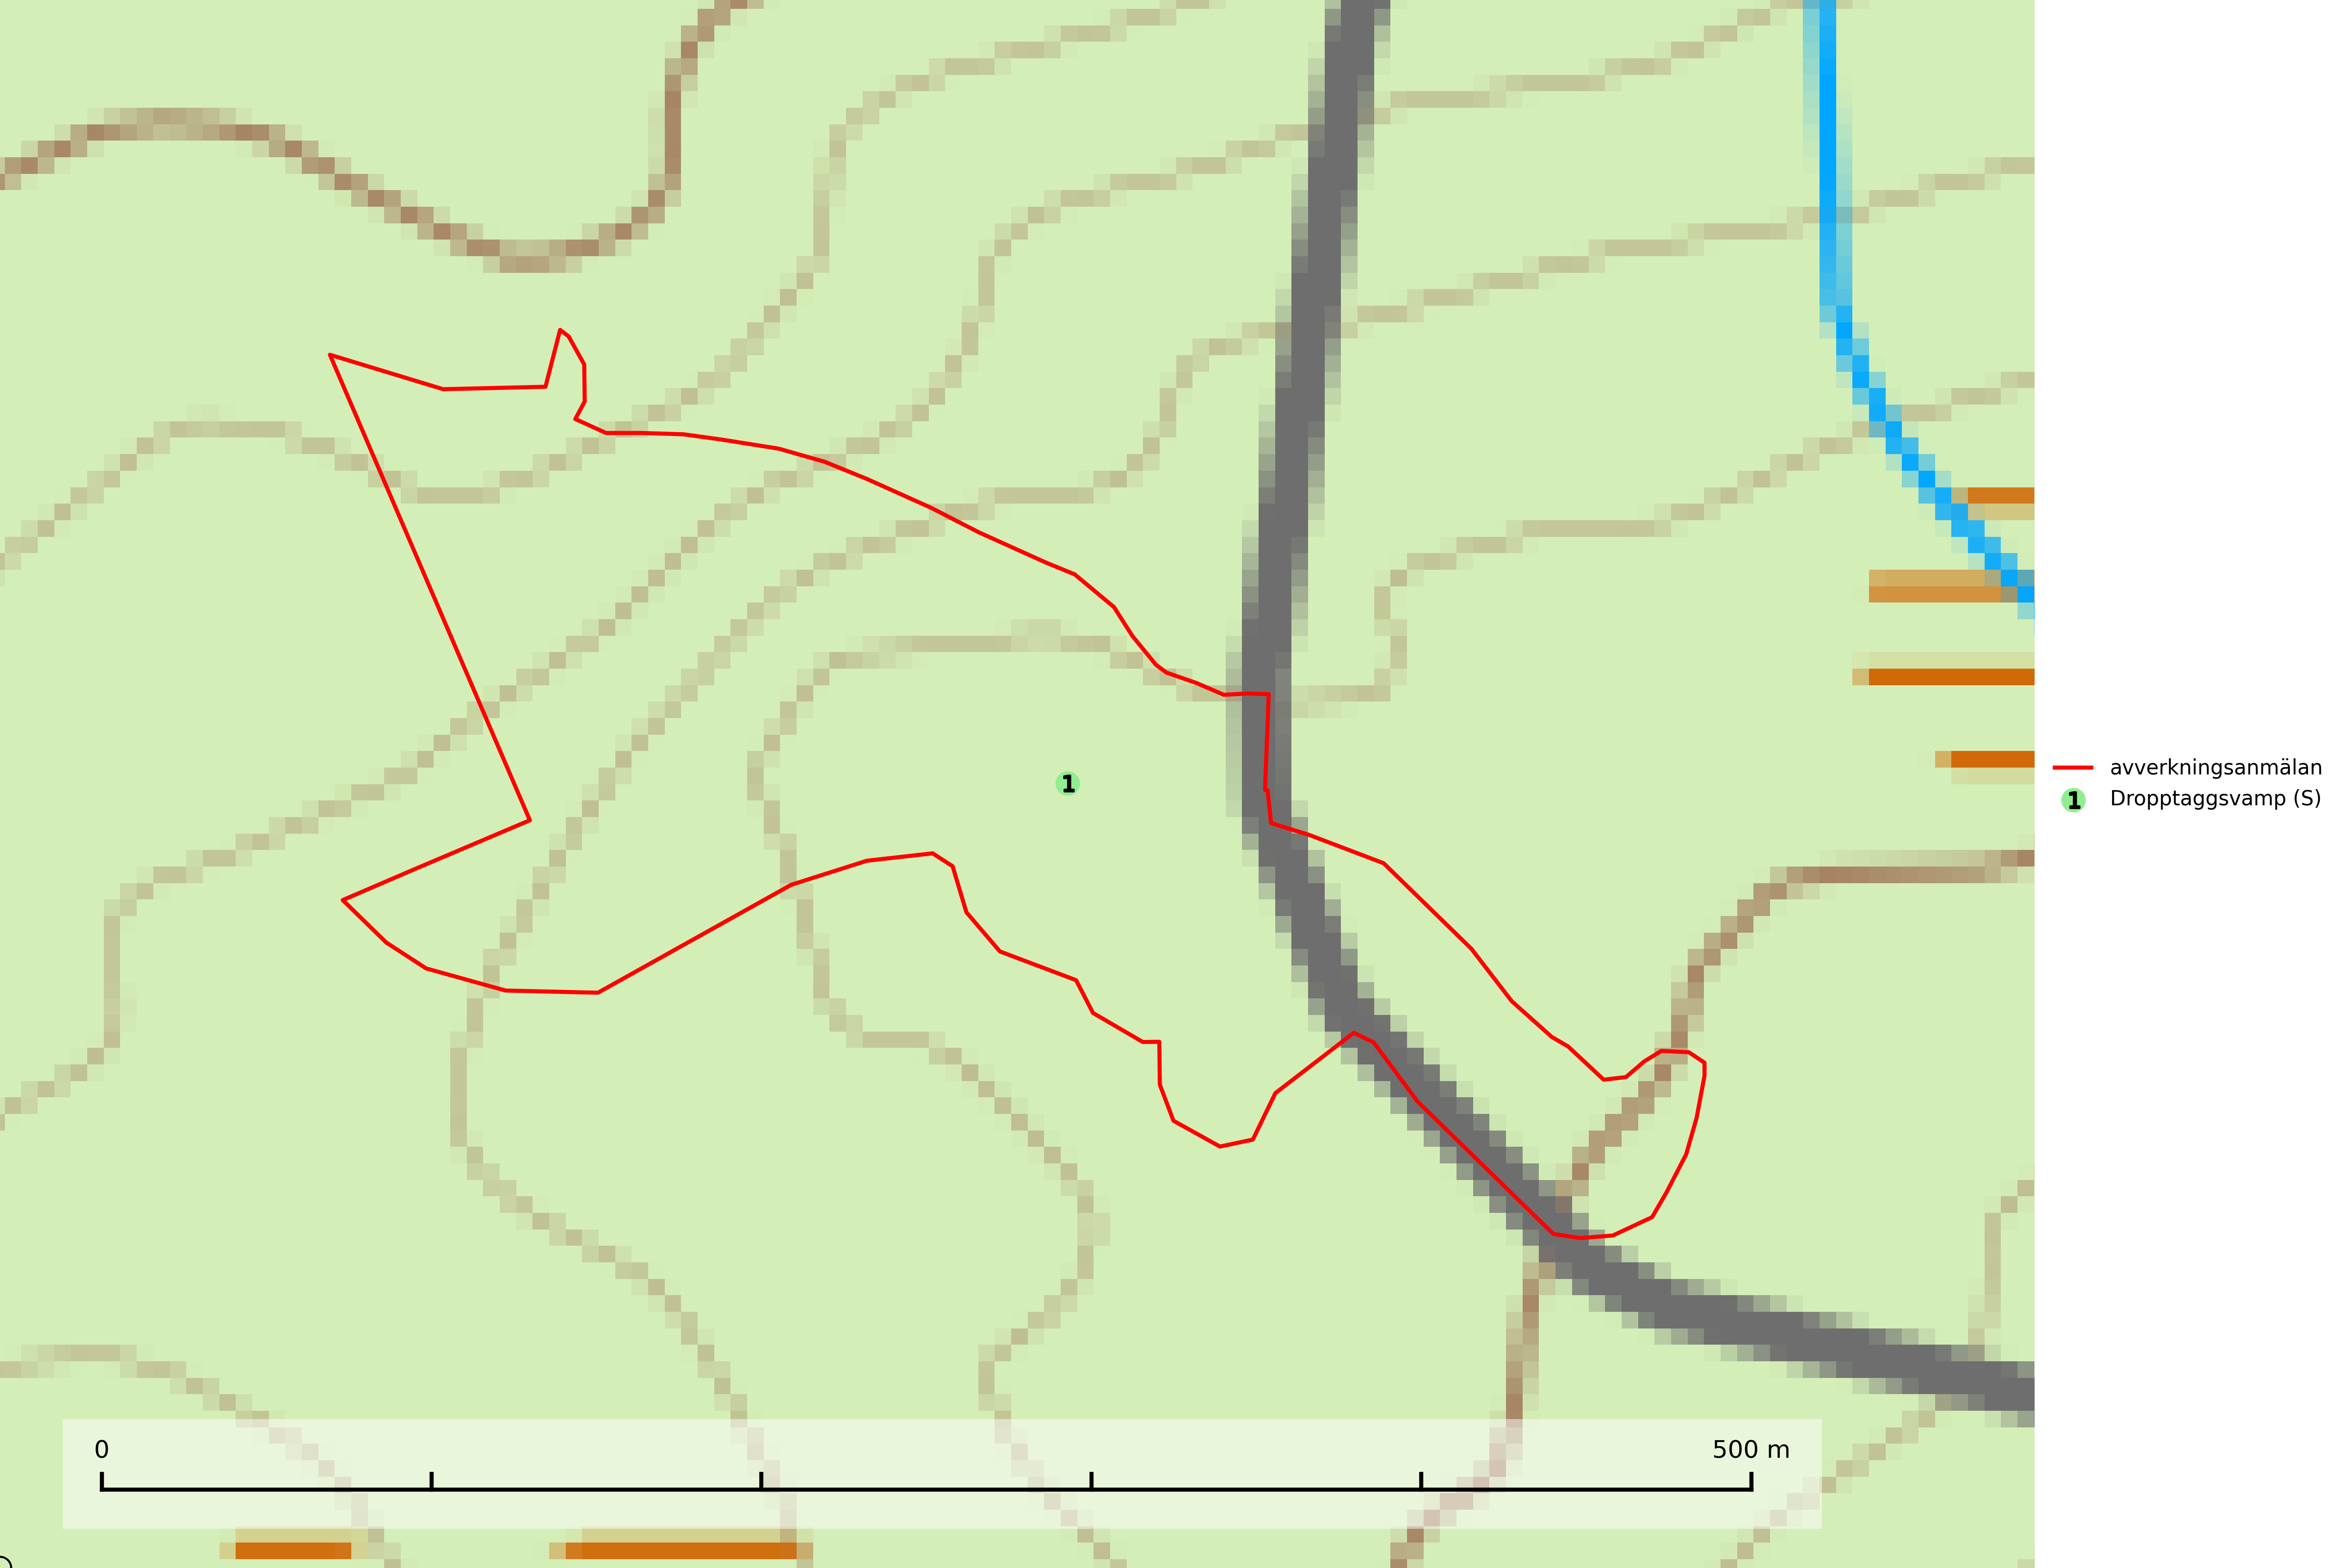 1
avverkningsanmälan
1 Dropptaggsvamp (S)
0 500 m